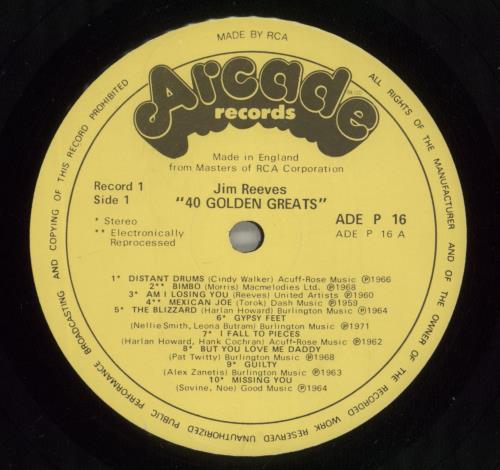 MADE BY RCA
Arcade
records
Made in England
from Masters of RCA Corporation
Record 1
Side 1
Jim Reeves
"40 GOLDEN GREATS"
* Stereo
** Electronically
Reprocessed
ADE P 16
ADE P 16 A
1* DISTANT DRUMS (Cindy Walker) Acuff-Rose Music ℗1966
2** BIMBO (Morris) Macmelodies Ltd. ℗1968
3* AM I LOSING YOU (Reeves) United Artists ℗1960
4** MEXICAN JOE (Torok) Dash Music ℗1959
5* THE BLIZZARD (Harlan Howard) Burlington Music ℗1964
6* GYPSY FEET
(Nellie Smith, Leona Butram) Burlington Music ℗1971
7* I FALL TO PIECES
(Harlan Howard, Hank Cochran) Acuff Music ℗1962
8* BUT YOU LOVE ME DADDY
(Pat Twitty) Burlington Music ℗1968
9* GUILTY
(Alex Zanetis) Burlington Music ℗1963
10* MISSING YOU
(Sovine, Noe) Good Music ℗1964
ALL RIGHTS OF THE MANUFACTURER AND OF THE OWNER OF THE RECORDED WORK RESERVED UNAUTHORIZED PUBLIC PERFORMANCE BROADCASTING AND COPYING OF THIS RECORD PROHIBITED